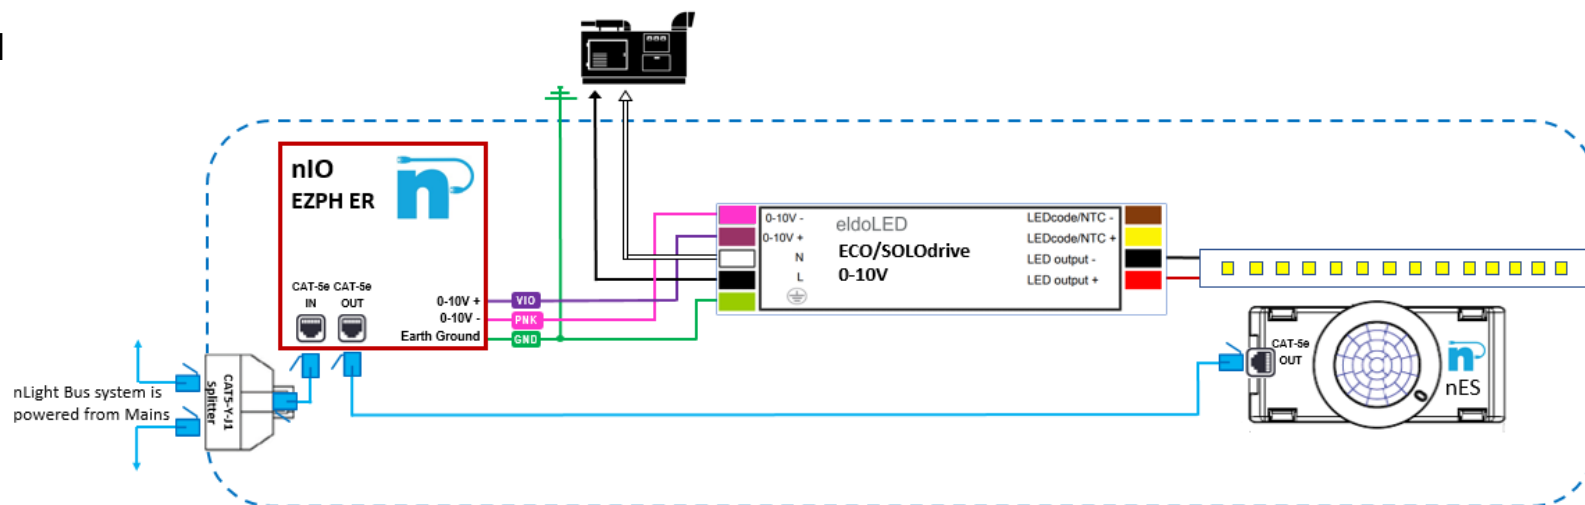 nIO
EZPH ER
n
CAT-5e CAT-5e
IN OUT
0-10V +
0-10V -
Earth Ground
VIO
PNK
GND
0-10V -
0-10V +
N
L
eldoLED
ECO/SOLOdrive
0-10V
LEDcode/NTC -
LEDcode/NTC +
LED output -
LED output +
nLight Bus system is
powered from Mains
CAT5-Y-J1
Splitter
CAT-5e
OUT
n
nES